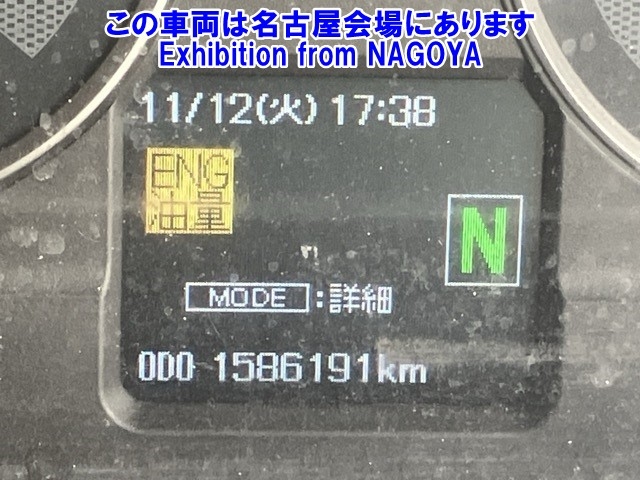 この車両は名古屋会場にあります
Exhibition from NAGOYA
11/12(火) 17:38
ENG
油量
N
MODE :詳細
ODO 1586191km